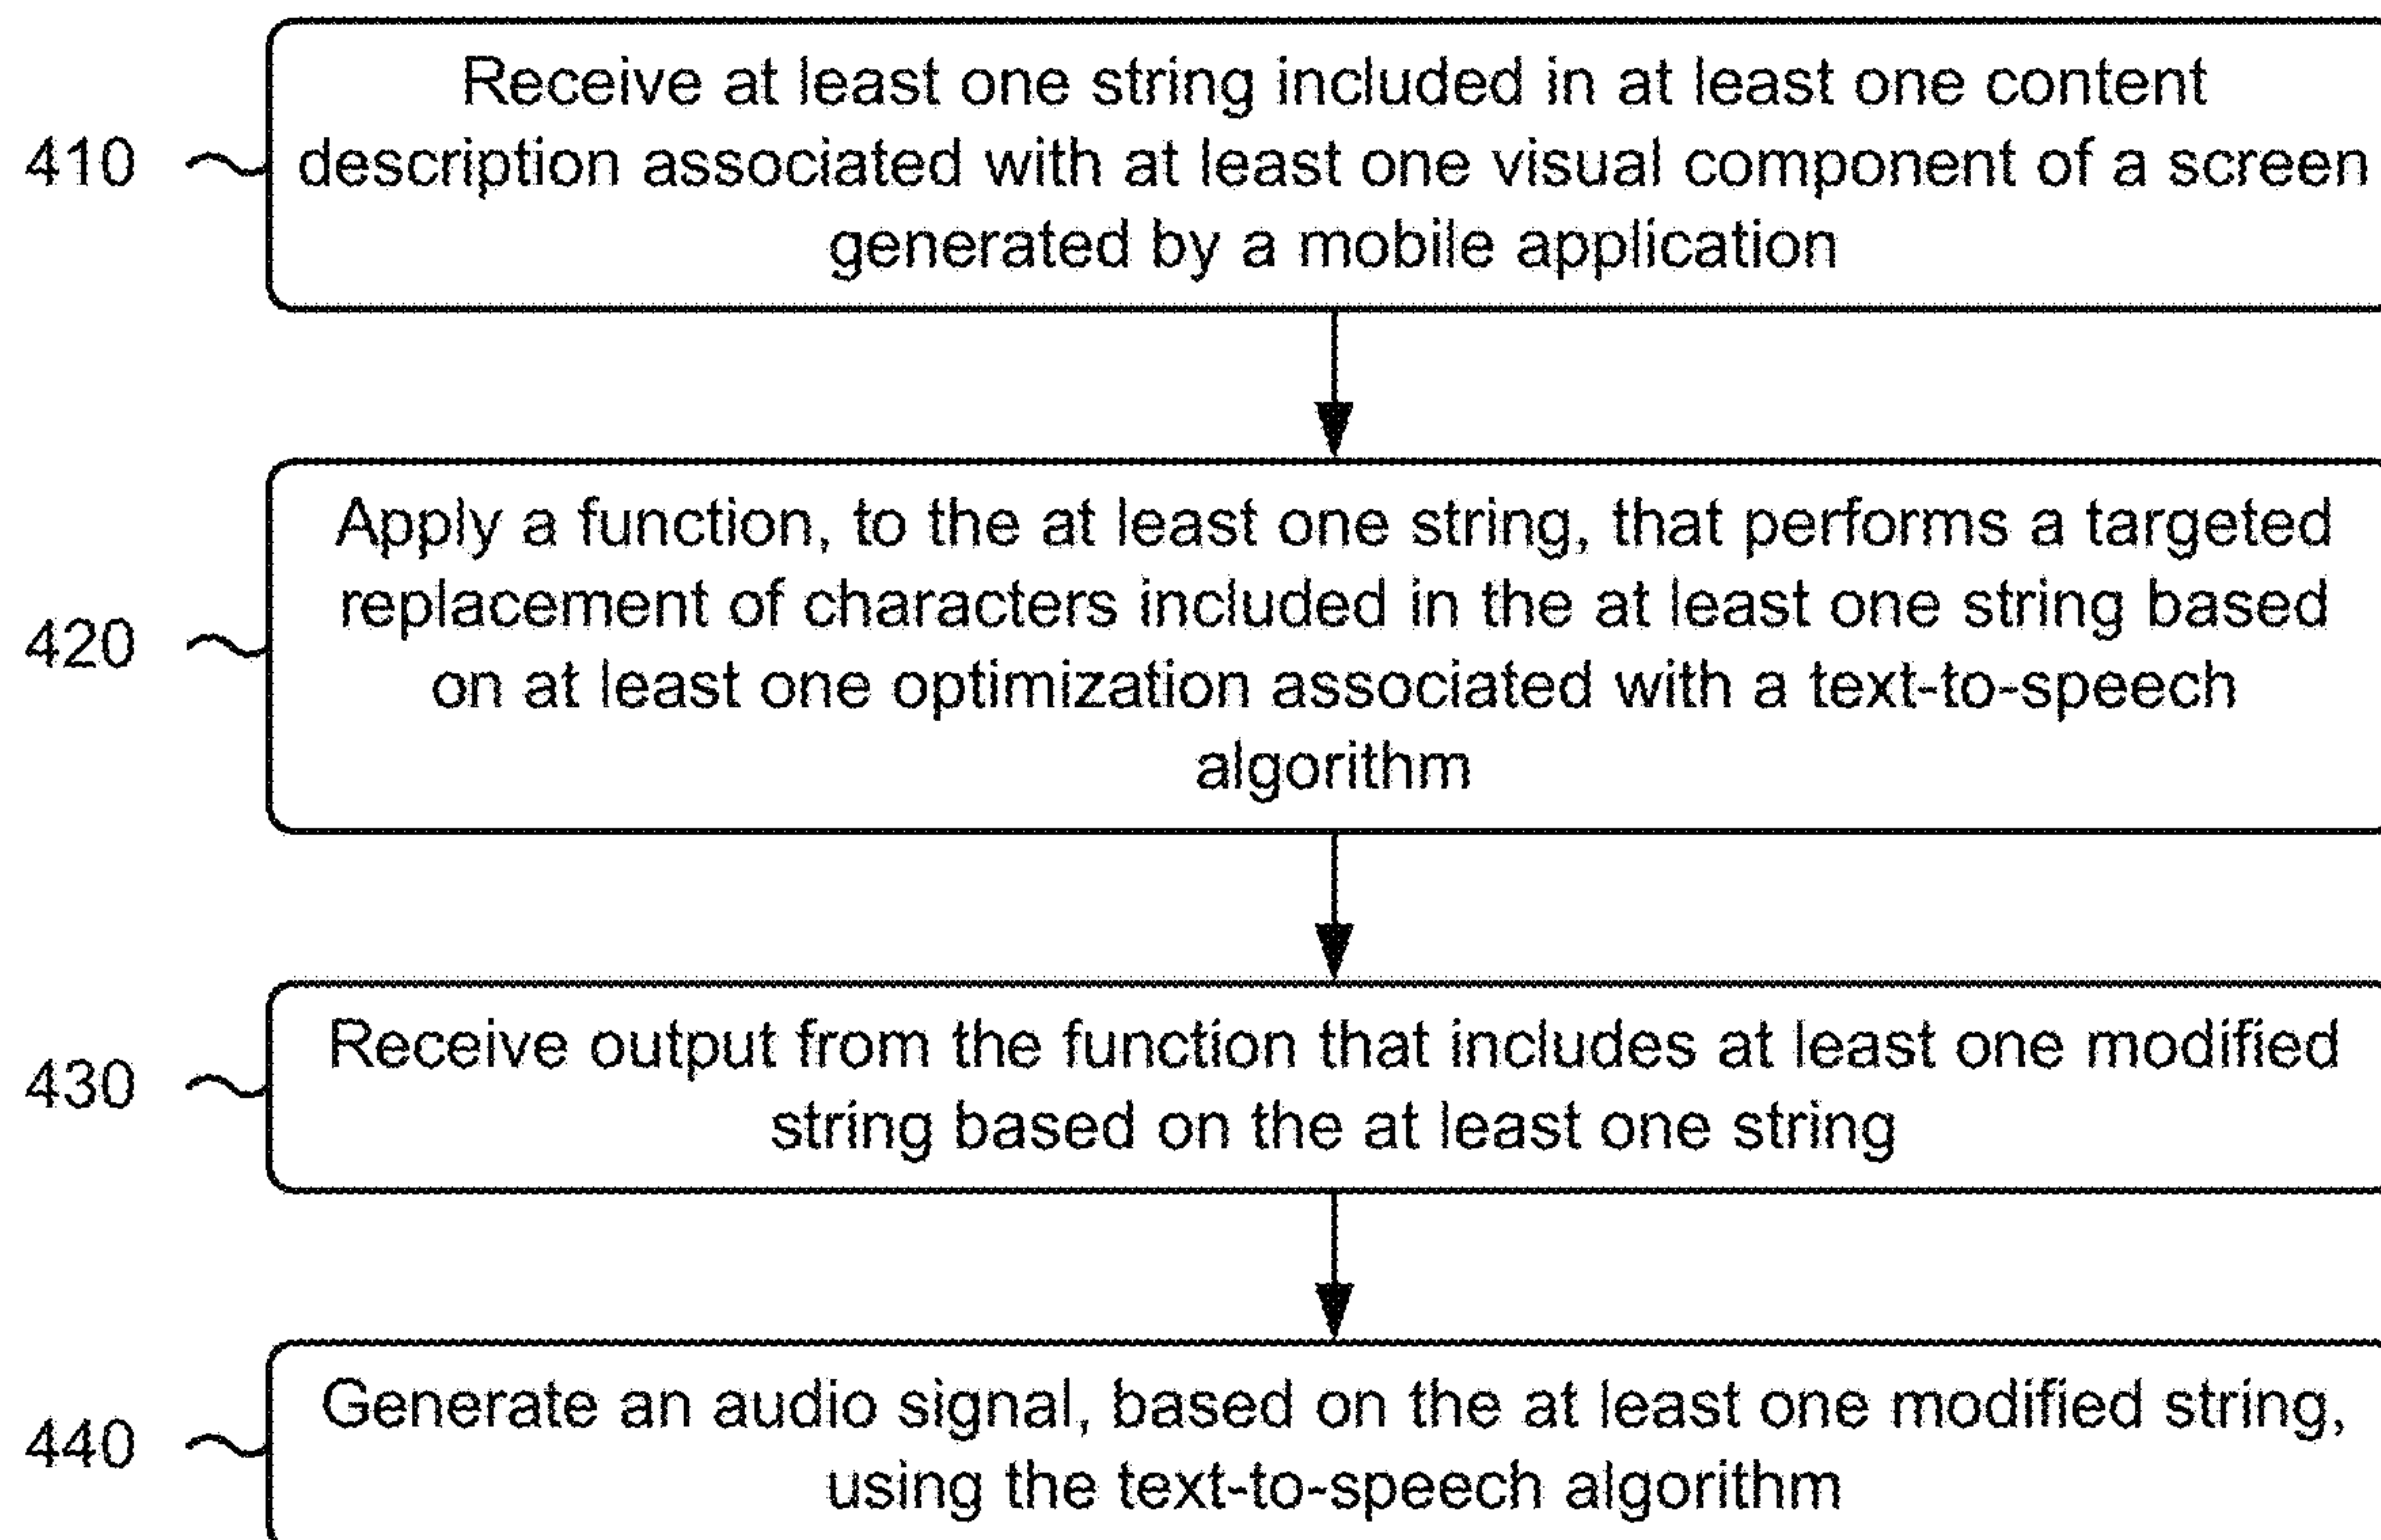 Receive at least one string included in at least one content
410 description associated with at least one visual component of a screen
generated by a mobile application
Apply a function, to the at least one string, that performs a targeted
replacement of characters included in the at least one string based
420
on at least one optimization associated with a text-to-speech
algorithm
Receive output from the function that includes at least one modified
430
string based on the at least one string
Generate an audio signal, based on the at least one modified string,
440
using the text-to-speech algorithm